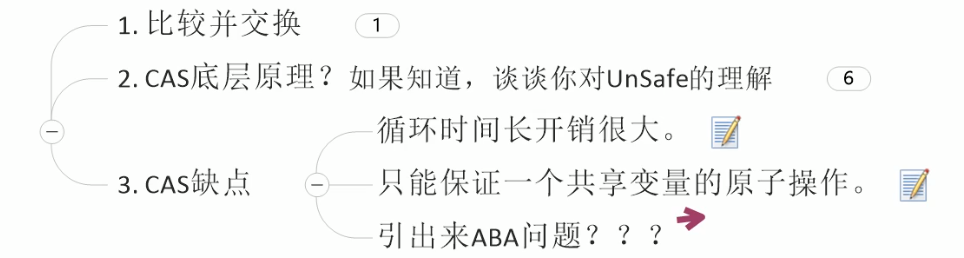 1. 比较并交换 1
2. CAS底层原理？如果知道，谈谈你对UnSafe的理解 6
循环时间长开销很大。
3. CAS缺点
只能保证一个共享变量的原子操作。
引出来ABA问题？？？